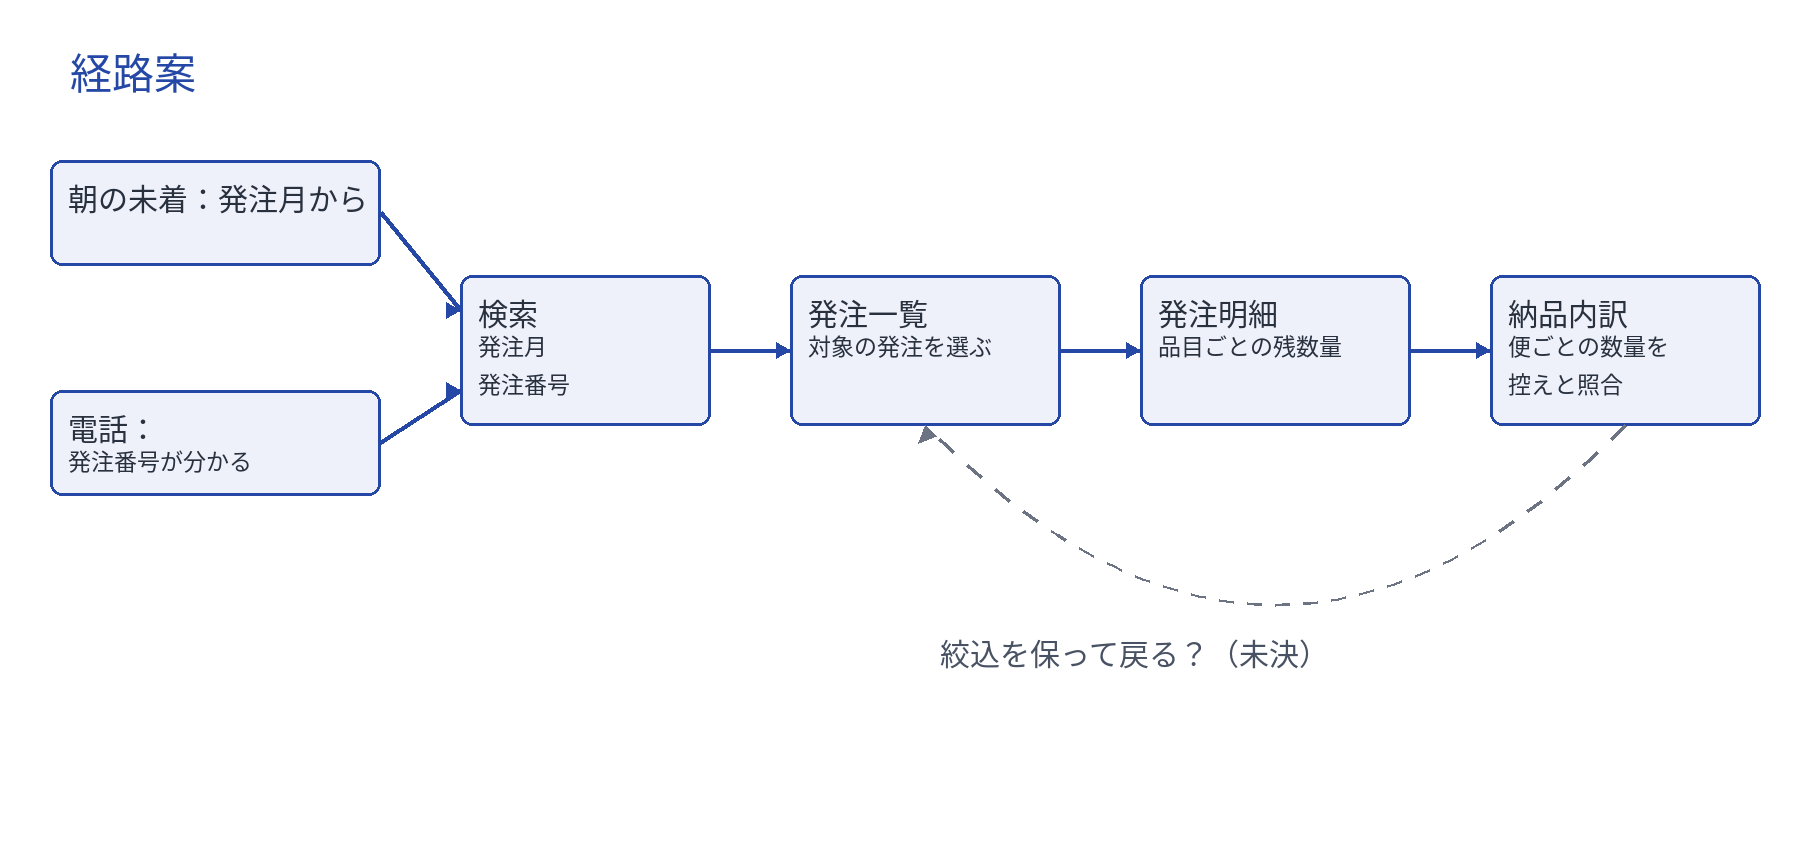 経路案
朝の未着：発注月から
電話：
発注番号が分かる
検索
発注月
発注番号
発注一覧
対象の発注を選ぶ
発注明細
品目ごとの残数量
納品内訳
便ごとの数量を
控えと照合
絞込を保って戻る？（未決）